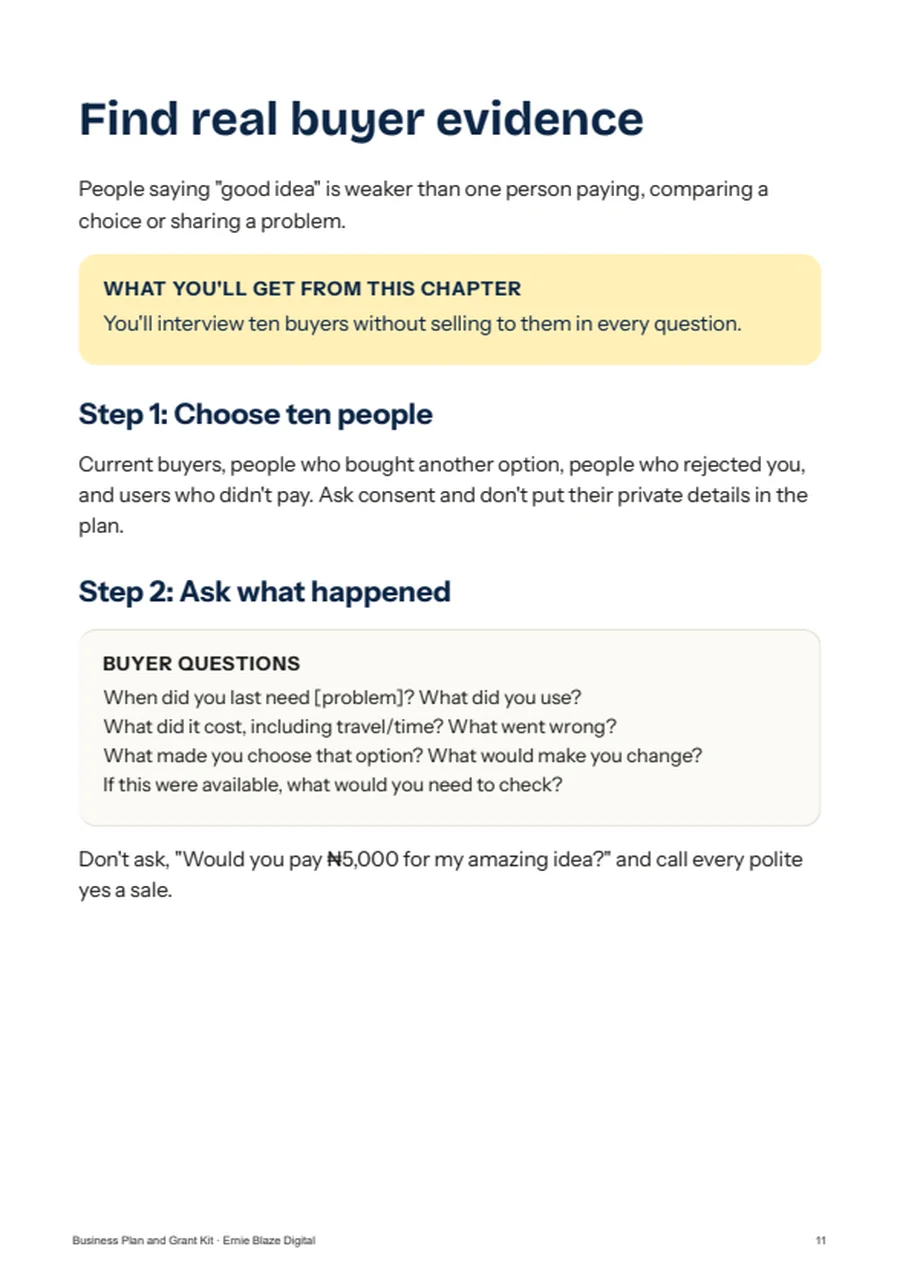 Find real buyer evidence
People saying "good idea" is weaker than one person paying, comparing a
choice or sharing a problem.
WHAT YOU'LL GET FROM THIS CHAPTER
You'll interview ten buyers without selling to them in every question.
Step 1: Choose ten people
Current buyers, people who bought another option, people who rejected you,
and users who didn't pay. Ask consent and don't put their private details in the
plan.
Step 2: Ask what happened
BUYER QUESTIONS
When did you last need [problem]? What did you use?
What did it cost, including travel/time? What went wrong?
What made you choose that option? What would make you change?
If this were available, what would you need to check?
Don't ask, "Would you pay ₦5,000 for my amazing idea?" and call every polite
yes a sale.
Business Plan and Grant Kit · Ernie Blaze Digital
11